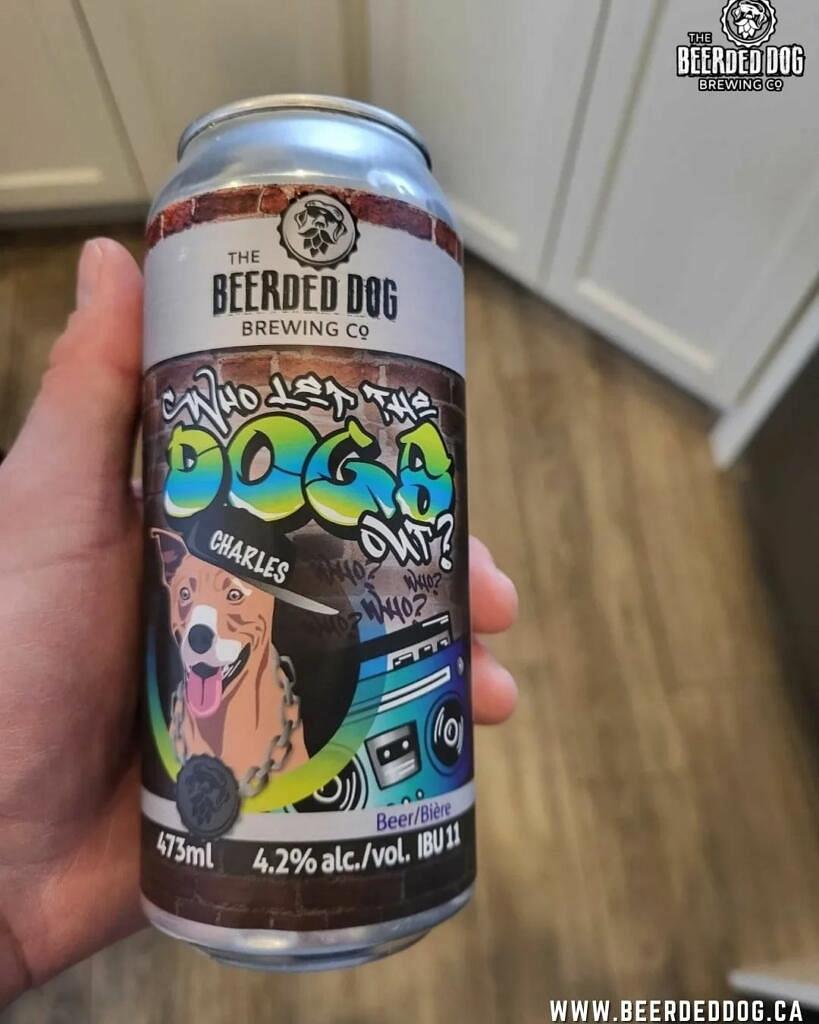 THE
BEERDED DOG
BREWING CO
THE
BEERDED DOG
BREWING CO
WHO LET THE
DOGS
OUT?
CHARLES
WHO?
WHO?
WHO?
WHO?
Beer/Bière
473ml 4.2% alc./vol. IBU 11
WWW.BEERDEDDOG.CA